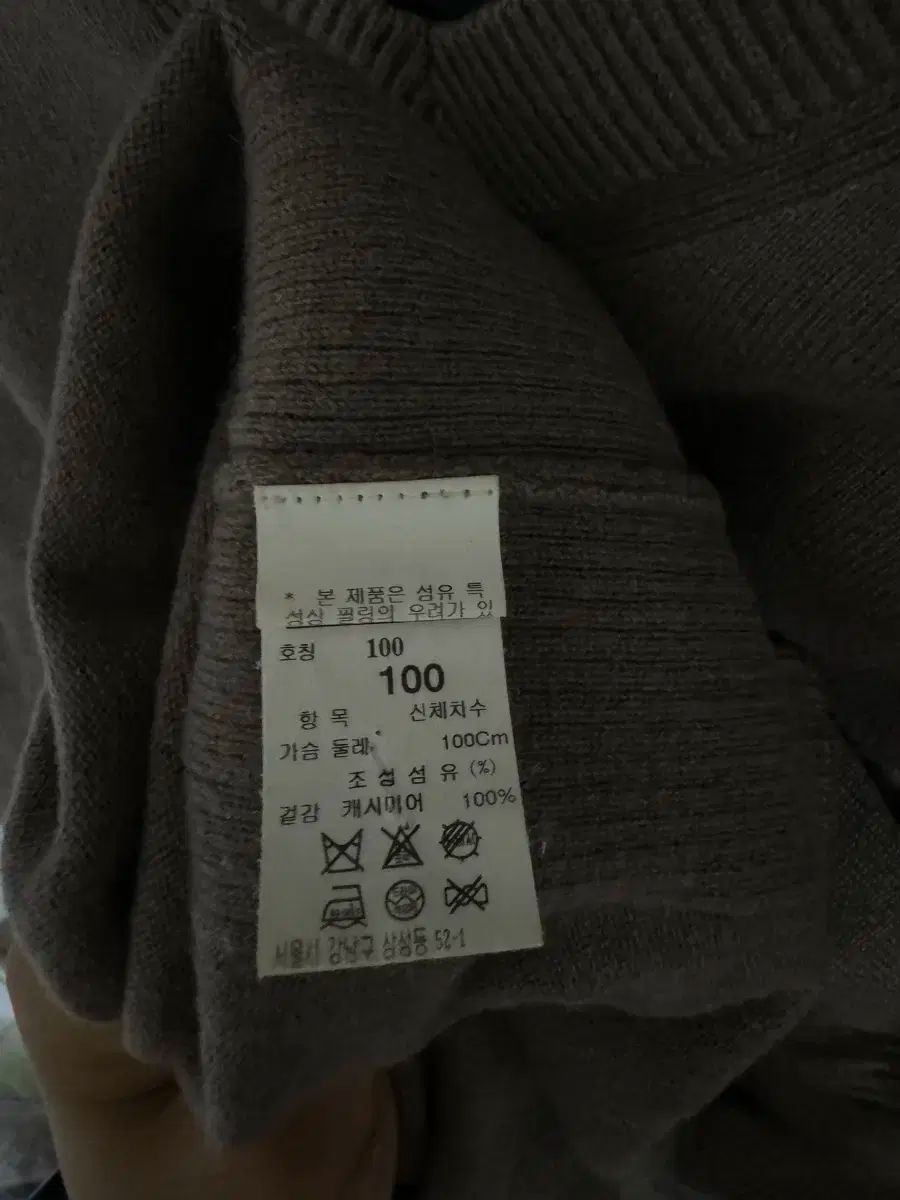 * 본 제품은 섬유 특
성상 필링의 우려가 있
호칭 100
100
항 목 신체치수
가슴 둘레 100Cm
조 성 섬 유 (%)
겉감 캐시미어 100%
서울시 강남구 삼성동 52-1